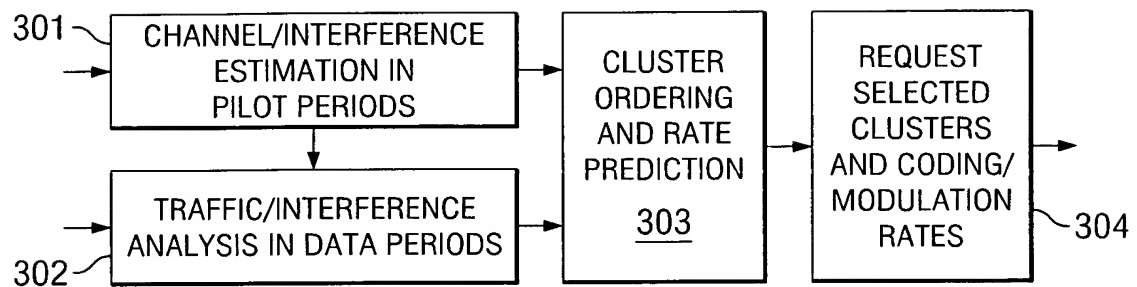 301
CHANNEL/INTERFERENCE
ESTIMATION IN
PILOT PERIODS
302
TRAFFIC/INTERFERENCE
ANALYSIS IN DATA PERIODS
CLUSTER
ORDERING
AND RATE
PREDICTION
303
REQUEST
SELECTED
CLUSTERS
AND CODING/
MODULATION
RATES
304